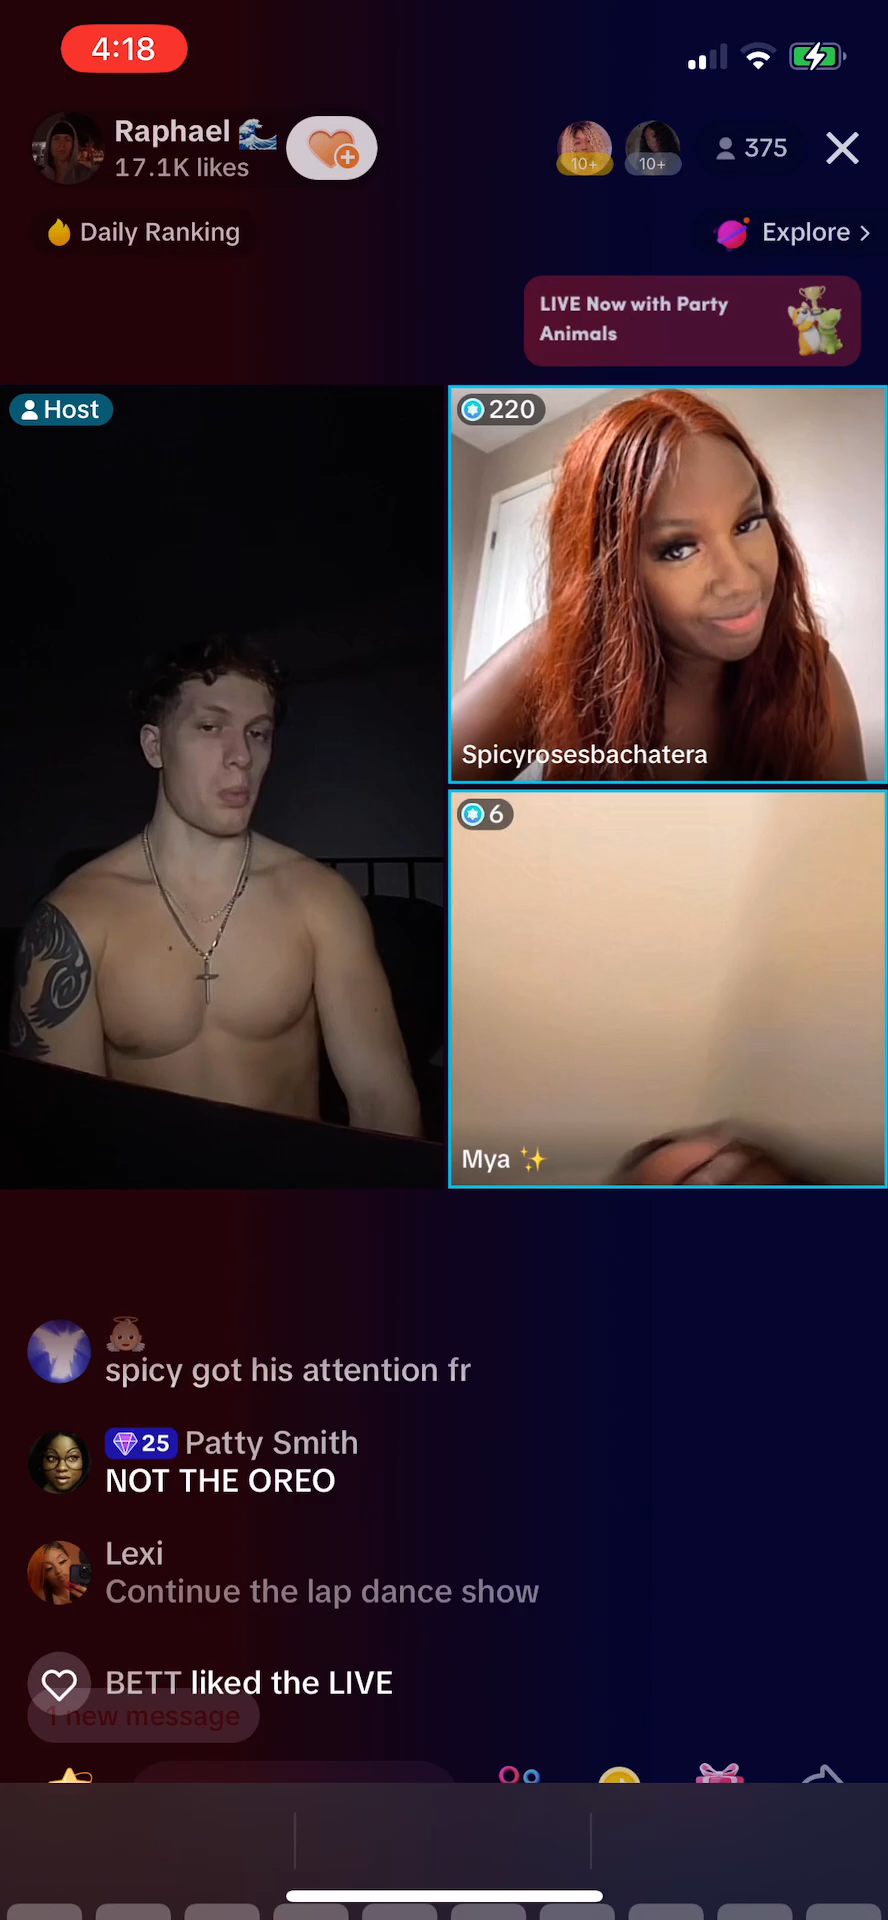 4:18
Raphael 🌊
17.1K likes
10+
10+
375
Daily Ranking
Explore >
LIVE Now with Party
Animals
Host
220
Spicyrosesbachatera
6
Mya ✨
👼🏽
spicy got his attention fr
25 Patty Smith
NOT THE OREO
Lexi
Continue the lap dance show
BETT liked the LIVE
1 new message